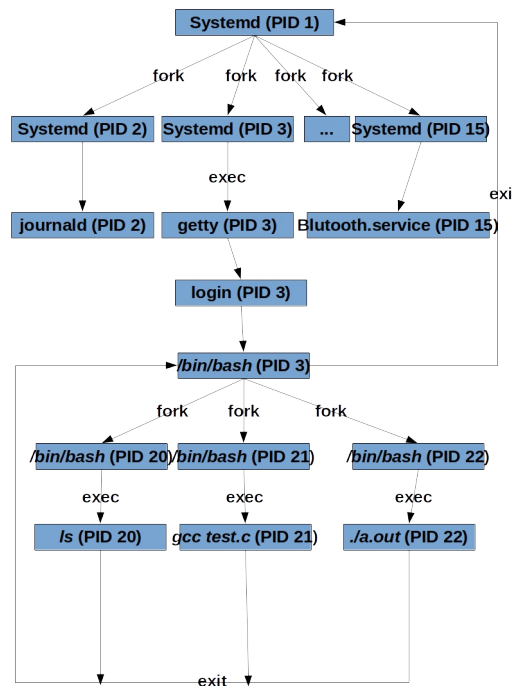 Systemd (PID 1)
fork fork fork fork
Systemd (PID 2) Systemd (PID 3) ... Systemd (PID 15)
exec
exi
journald (PID 2) getty (PID 3) Blutooth.service (PID 15)
login (PID 3)
/bin/bash (PID 3)
fork fork fork
/bin/bash (PID 20) /bin/bash (PID 21) /bin/bash (PID 22)
exec exec exec
ls (PID 20) gcc test.c (PID 21) ./a.out (PID 22)
exit